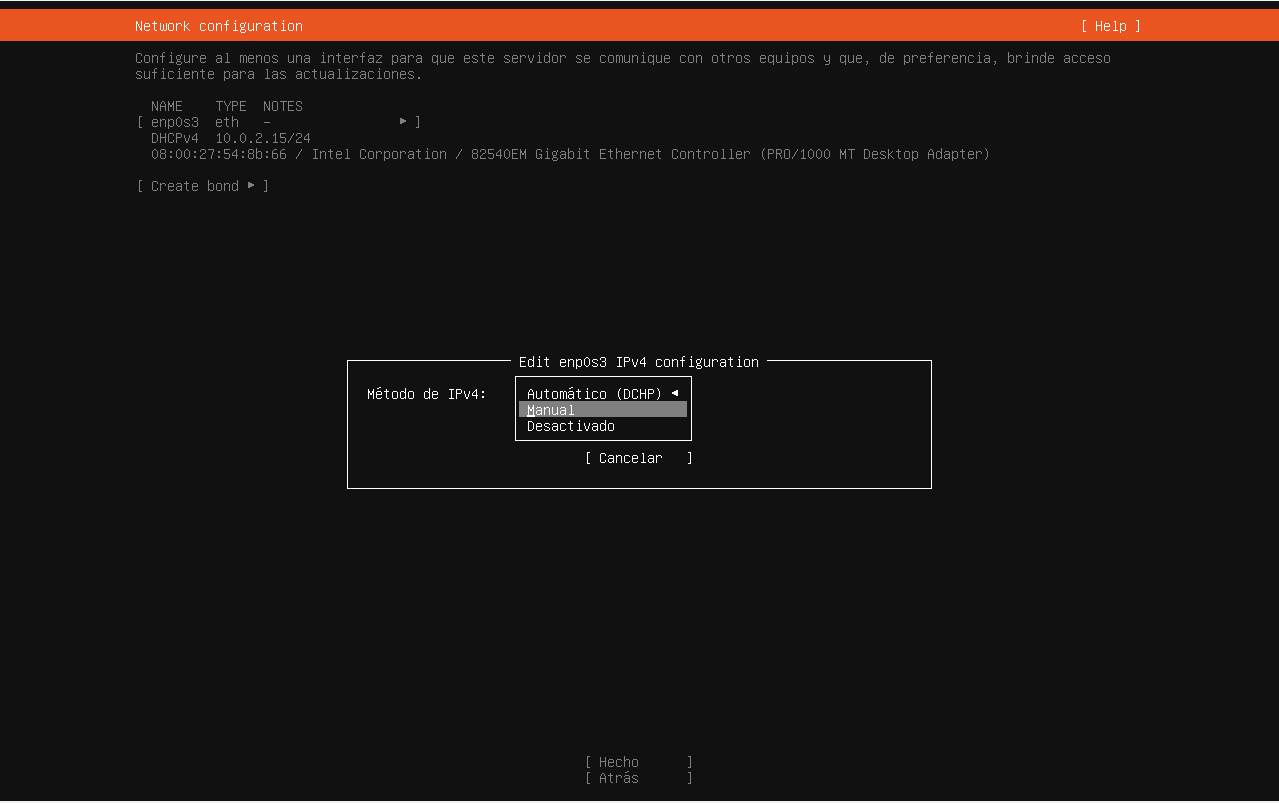 Network configuration [ Help ]
Configure al menos una interfaz para que este servidor se comunique con otros equipos y que, de preferencia, brinde acceso
suficiente para las actualizaciones.
NAME TYPE NOTES
[ enp0s3 eth – ▸ ]
DHCPv4 10.0.2.15/24
08:00:27:54:8b:66 / Intel Corporation / 82540EM Gigabit Ethernet Controller (PRO/1000 MT Desktop Adapter)
[ Create bond ▸ ]
Edit enp0s3 IPv4 configuration
Método de IPv4: Automático (DCHP) ◂
Manual
Desactivado
[ Cancelar ]
[ Hecho ]
[ Atrás ]